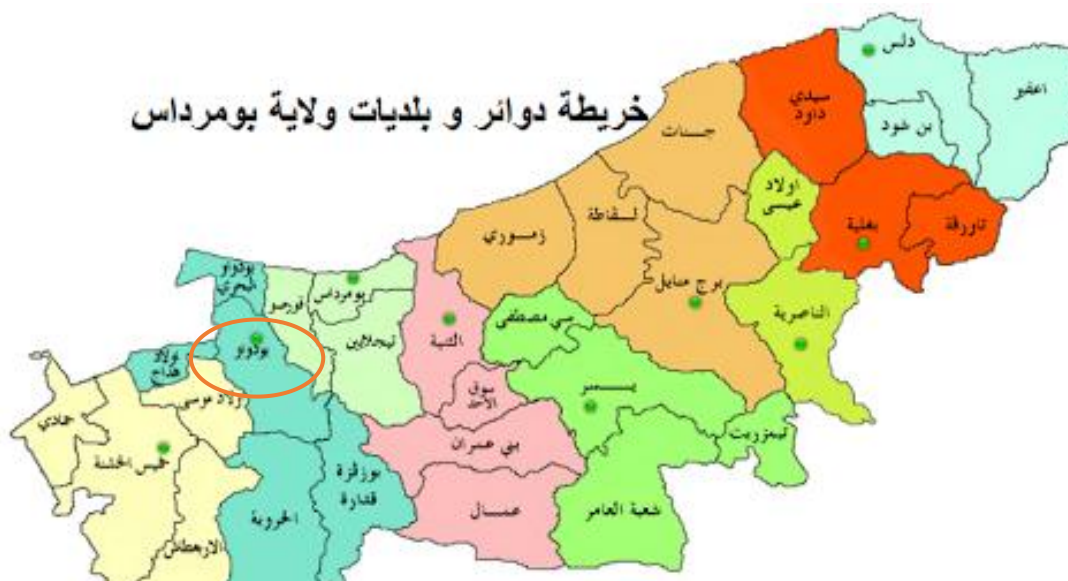 خريطة دوائر و بلديات ولاية بومرداس
دلس
اعفير
سيدي
داود
بن شود
جنات
اولاد
عيسى
بغلية
تاورقة
لقاطة
زموري
برج منايل
الناصرية
بودواو
البحري
قورصو
بومرداس
تيجلابين
الثنية
سي مصطفى
سوق
الأحد
يسر
تيمزريت
بودواو
اولاد
هداج
اولاد موسى
حمادي
خميس الخشنة
بني عمران
بوزقزة
قدارة
الخروبة
عمال
شعبة العامر
الاربعطاش